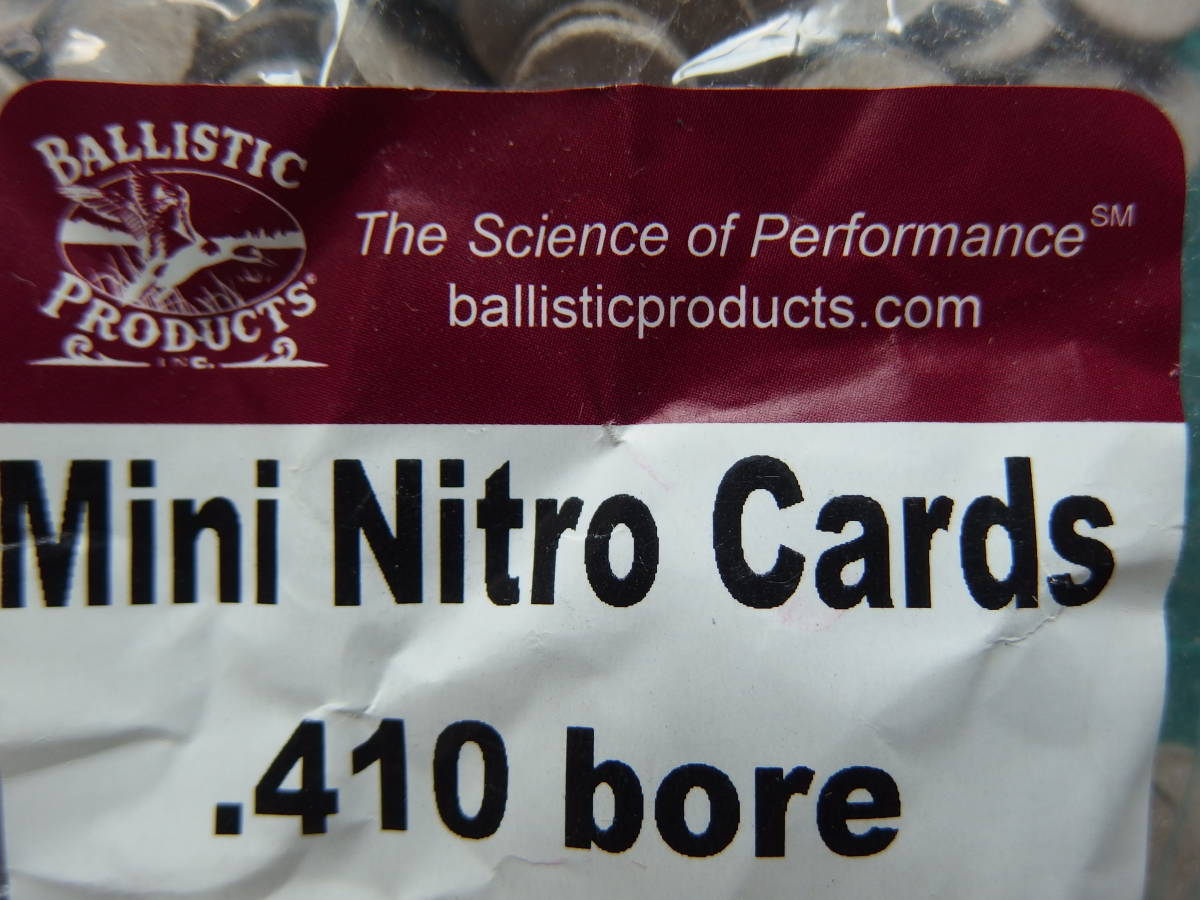 BALLISTIC
PRODUCTS®
INC.
The Science of Performance℠
ballisticproducts.com
Mini Nitro Cards
.410 bore